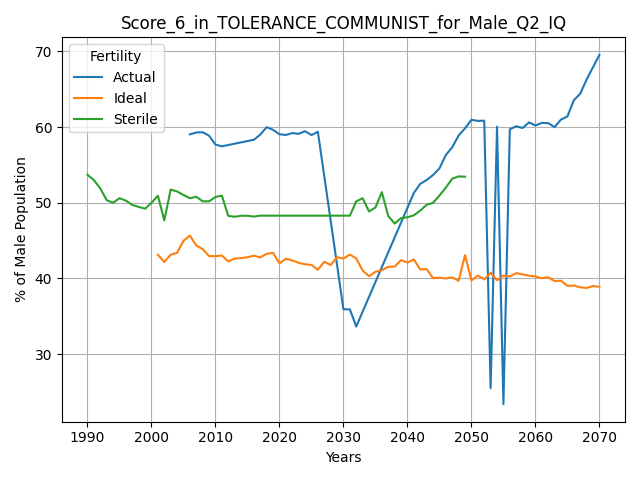 Score_6_in_TOLERANCE_COMMUNIST_for_Male_Q2_IQ
Fertility
Actual
Ideal
Sterile
% of Male Population
70
60
50
40
30
1990 2000 2010 2020 2030 2040 2050 2060 2070
Years